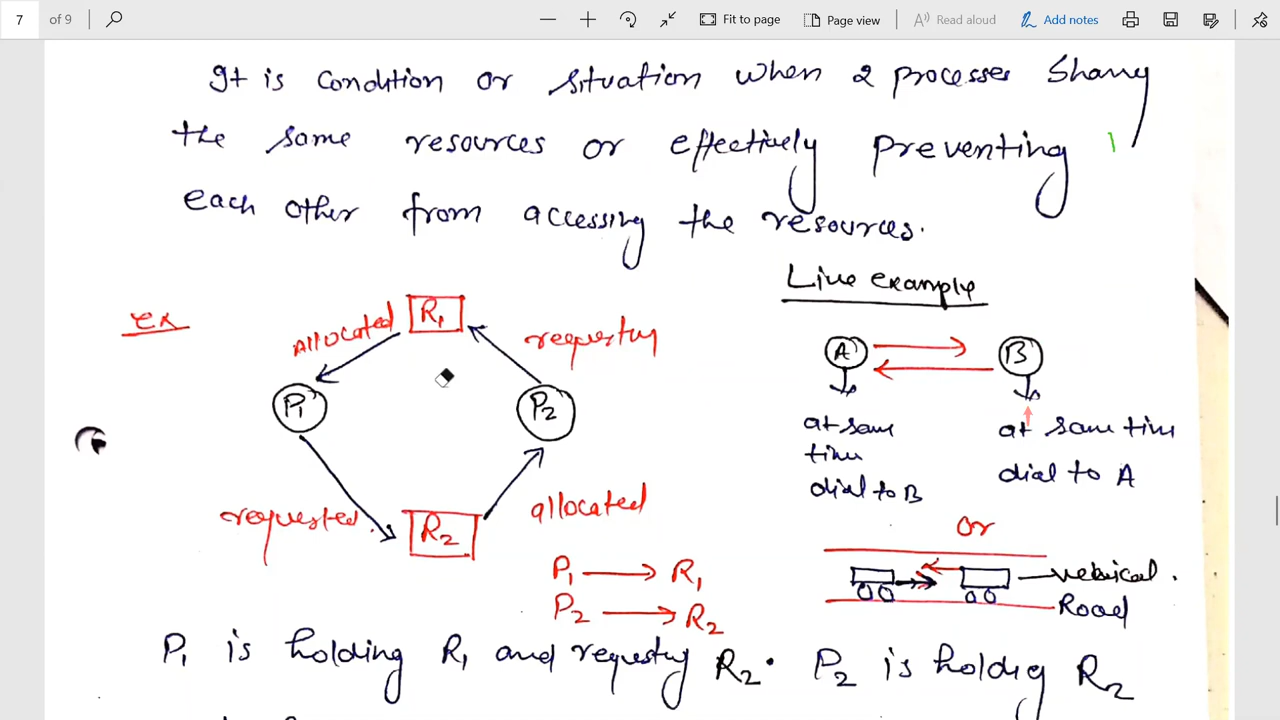 7 of 9 Fit to page Page view Read aloud Add notes
It is Condition or situation when 2 processes Sharing
the same resources or effectively preventing
each other from accessing the resources.
Live example
ex
Allocated R1 requesting
A B
P1 P2
at same time dial to B
at same time dial to A
requested R2 allocated
or
P1 → R1
P2 → R2
vehical.
Road
P1 is holding R1 and requesting R2. P2 is holding R2